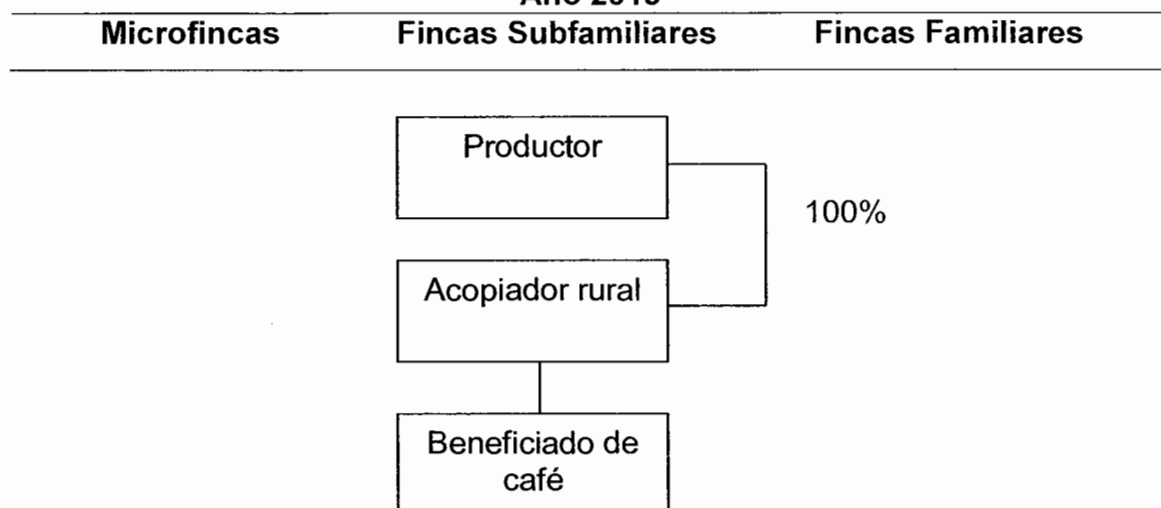 Microfincas Fincas Subfamiliares Fincas Familiares
Productor
100%
Acopiador rural
Beneficiado de
café